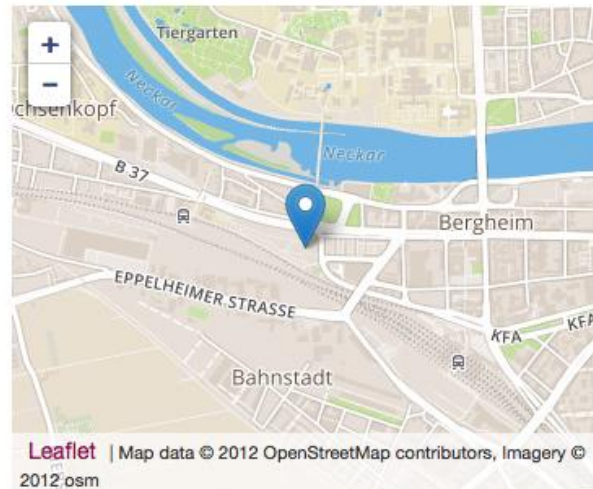 +
−
Tiergarten
Neckar
chsenkopf
Neckar
B 37
Bergheim
EPPELHEIMER STRASSE
KFA
KFA
Bahnstadt
Leaflet | Map data © 2012 OpenStreetMap contributors, Imagery ©
2012 osm